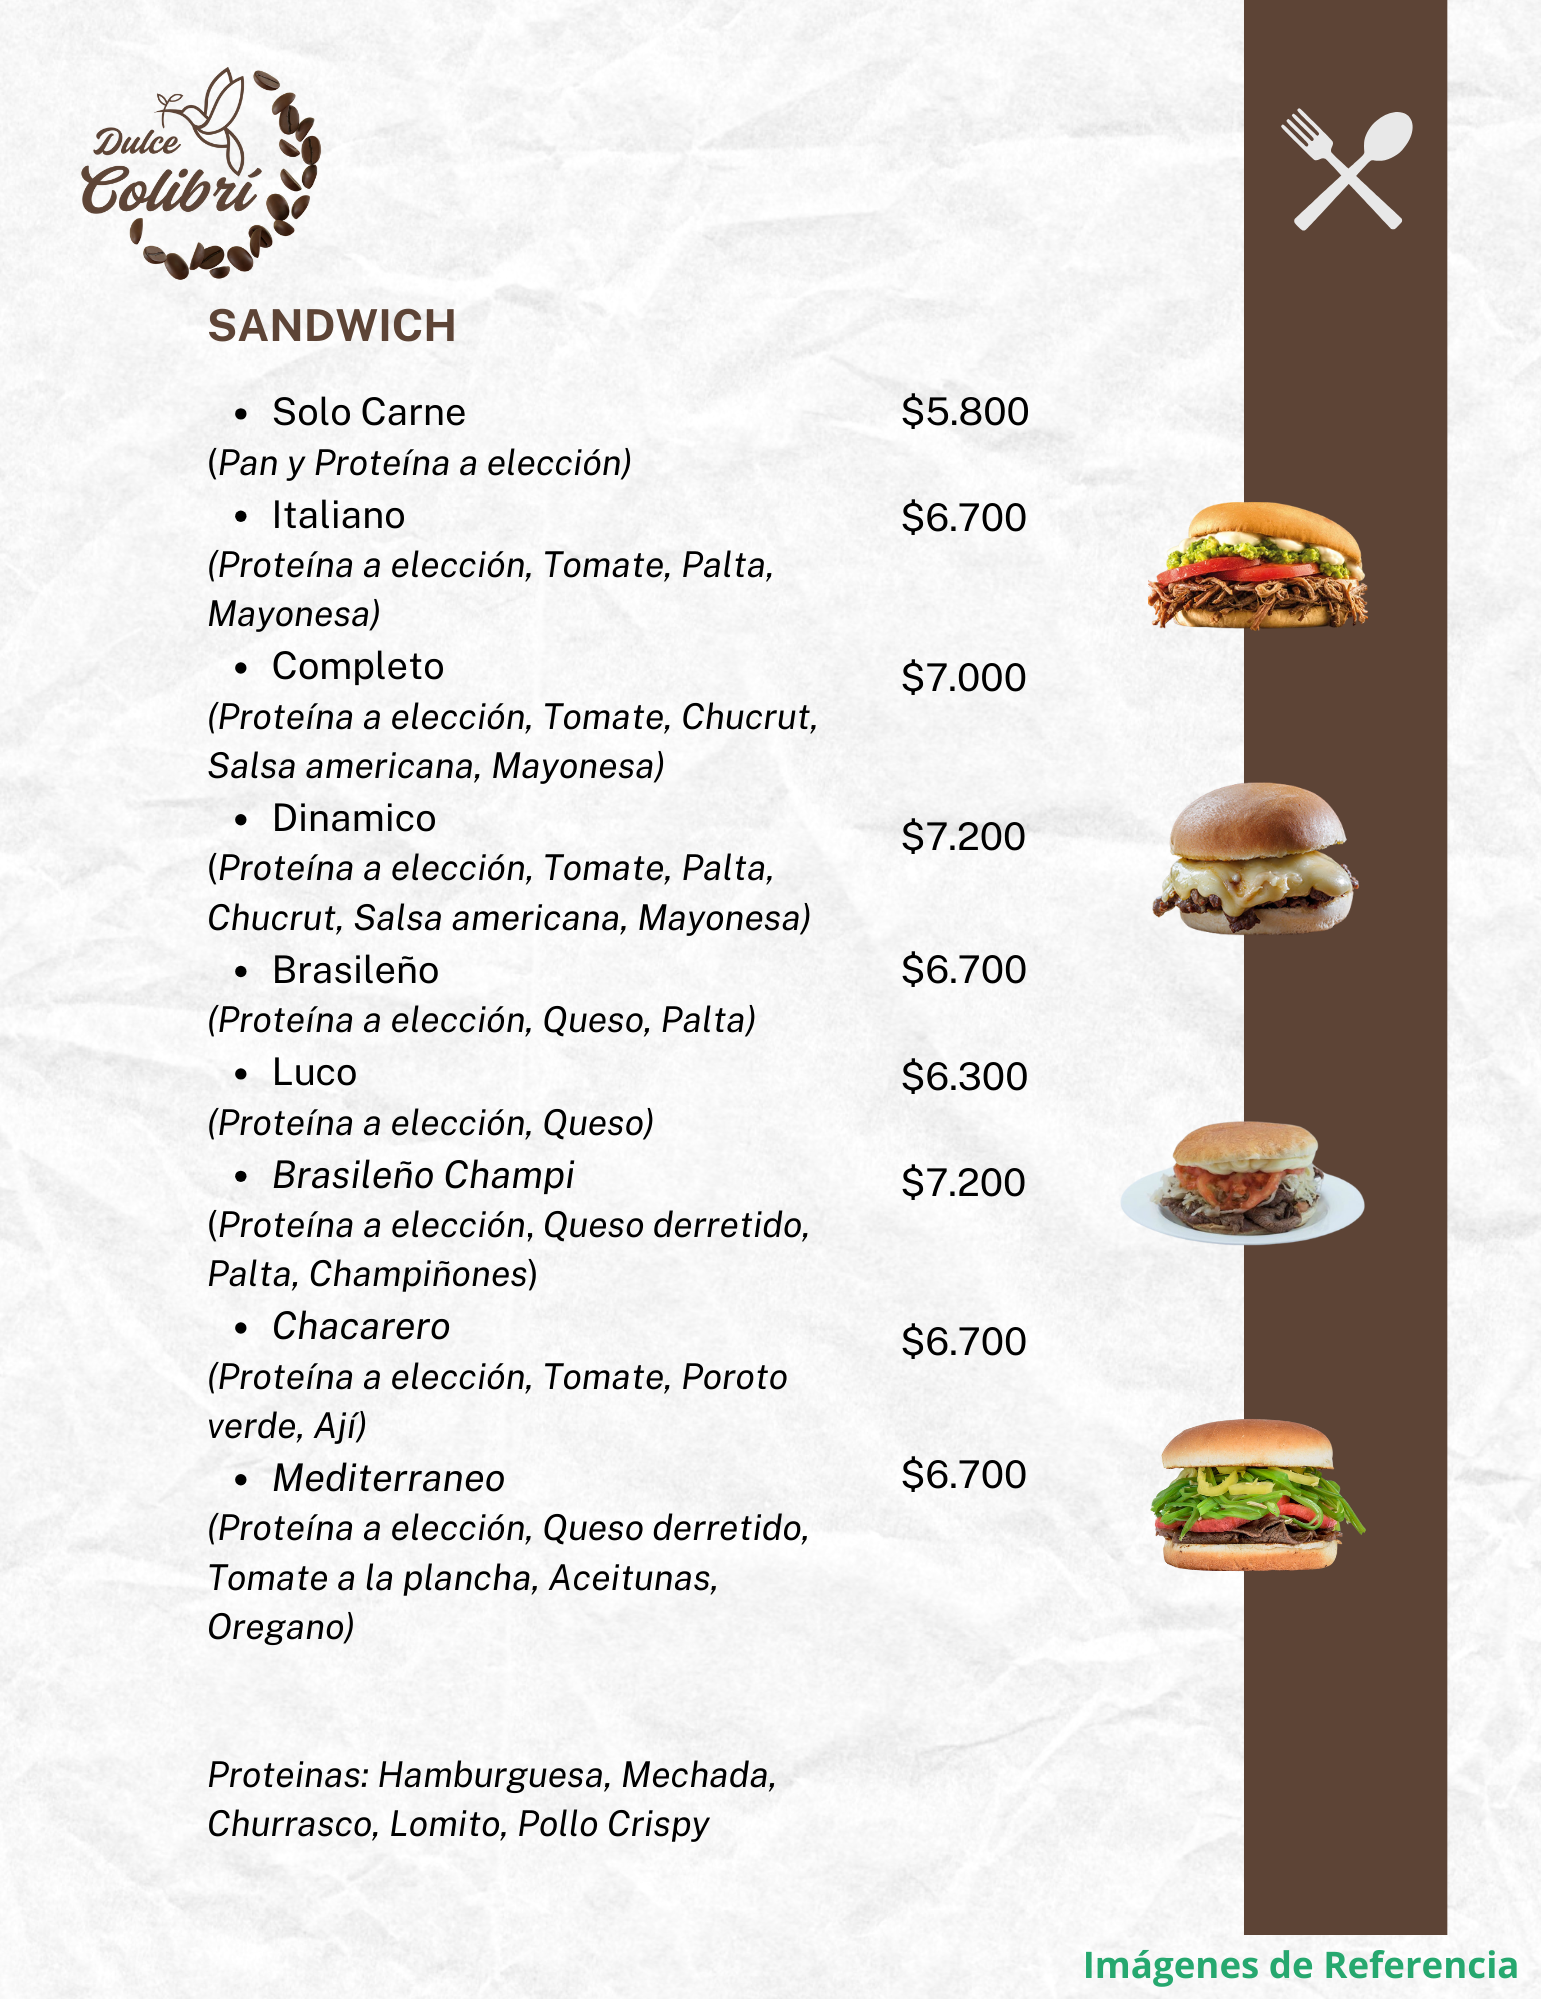 Dulce
Colibrí
SANDWICH
• Solo Carne $5.800
(Pan y Proteína a elección)
• Italiano $6.700
(Proteína a elección, Tomate, Palta,
Mayonesa)
• Completo $7.000
(Proteína a elección, Tomate, Chucrut,
Salsa americana, Mayonesa)
• Dinamico $7.200
(Proteína a elección, Tomate, Palta,
Chucrut, Salsa americana, Mayonesa)
• Brasileño $6.700
(Proteína a elección, Queso, Palta)
• Luco $6.300
(Proteína a elección, Queso)
• Brasileño Champi $7.200
(Proteína a elección, Queso derretido,
Palta, Champiñones)
• Chacarero $6.700
(Proteína a elección, Tomate, Poroto
verde, Ají)
• Mediterraneo $6.700
(Proteína a elección, Queso derretido,
Tomate a la plancha, Aceitunas,
Oregano)
Proteinas: Hamburguesa, Mechada,
Churrasco, Lomito, Pollo Crispy
Imágenes de Referencia